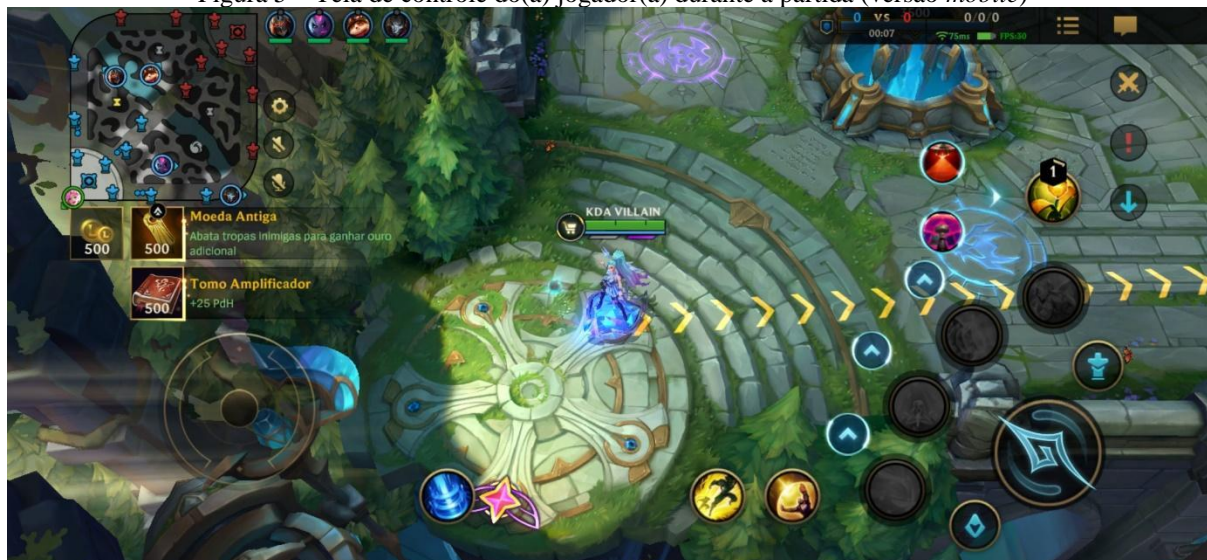 Figura 3 – Tela de controle do(a) jogador(a) durante a partida (versão mobile)
0 VS 0
0/0/0
00:07
75ms
FPS:30
KDA VILLAIN
1
500
500
Moeda Antiga
Abata tropas inimigas para ganhar ouro
adicional
500
Tomo Amplificador
+25 PdH